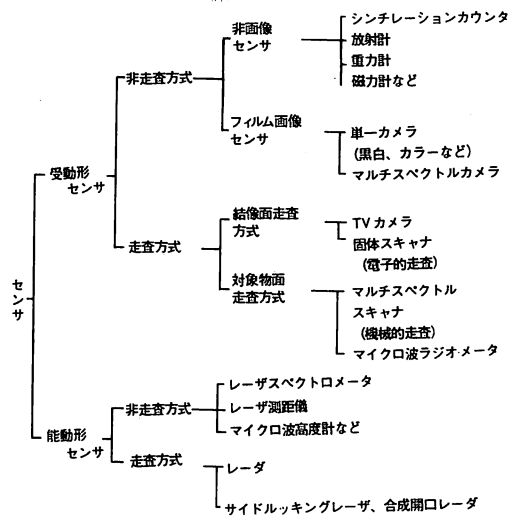 非画像
センサ
シンチレーションカウンタ
放射計
重力計
磁力計など
非走査方式
フィルム画像
センサ
単一カメラ
(黒白、カラーなど)
マルチスペクトルカメラ
受動形
センサ
結像面走査
方式
TVカメラ
固体スキャナ
(電子的走査)
走査方式
対象物面
走査方式
マルチスペクトル
スキャナ
(機械的走査)
マイクロ波ラジオメータ
センサ
能動形
センサ
非走査方式
レーザスペクトロメータ
レーザ測距儀
マイクロ波高度計など
走査方式
レーダ
サイドルッキングレーザ、合成開口レーダ